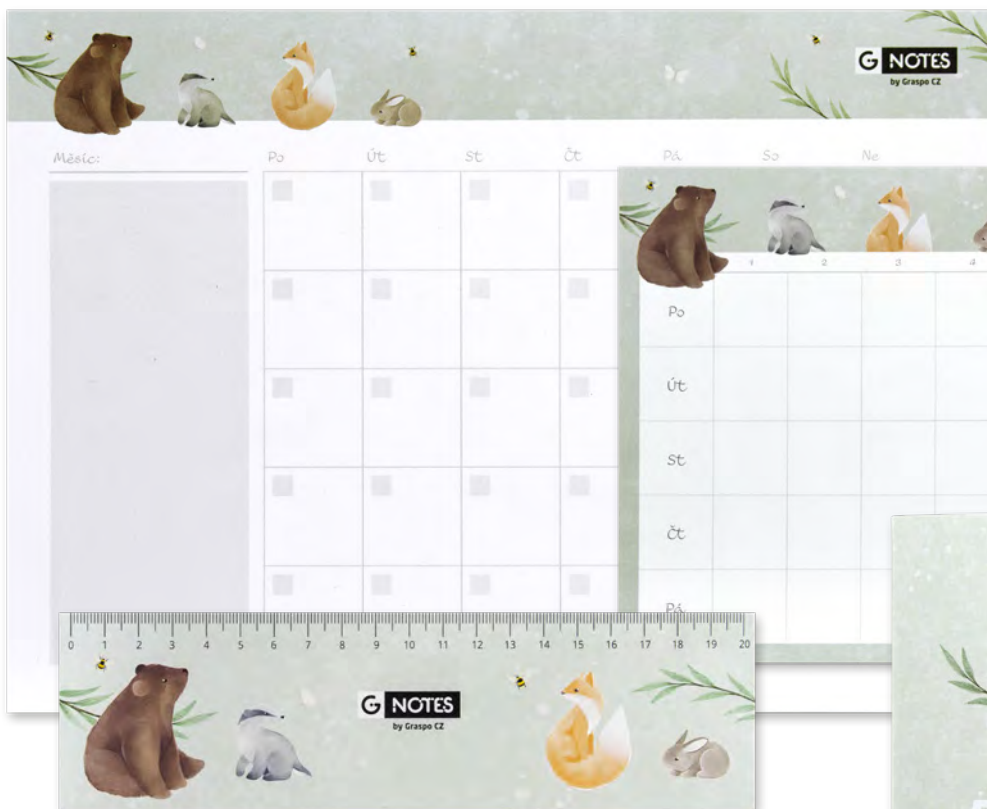 G NOTES
by Graspo CZ
Měsíc:
Po Út St Čt Pá So Ne
1 2 3 4
Po
Út
St
Čt
Pá
0 1 2 3 4 5 6 7 8 9 10 11 12 13 14 15 16 17 18 19 20
G NOTES
by Graspo CZ